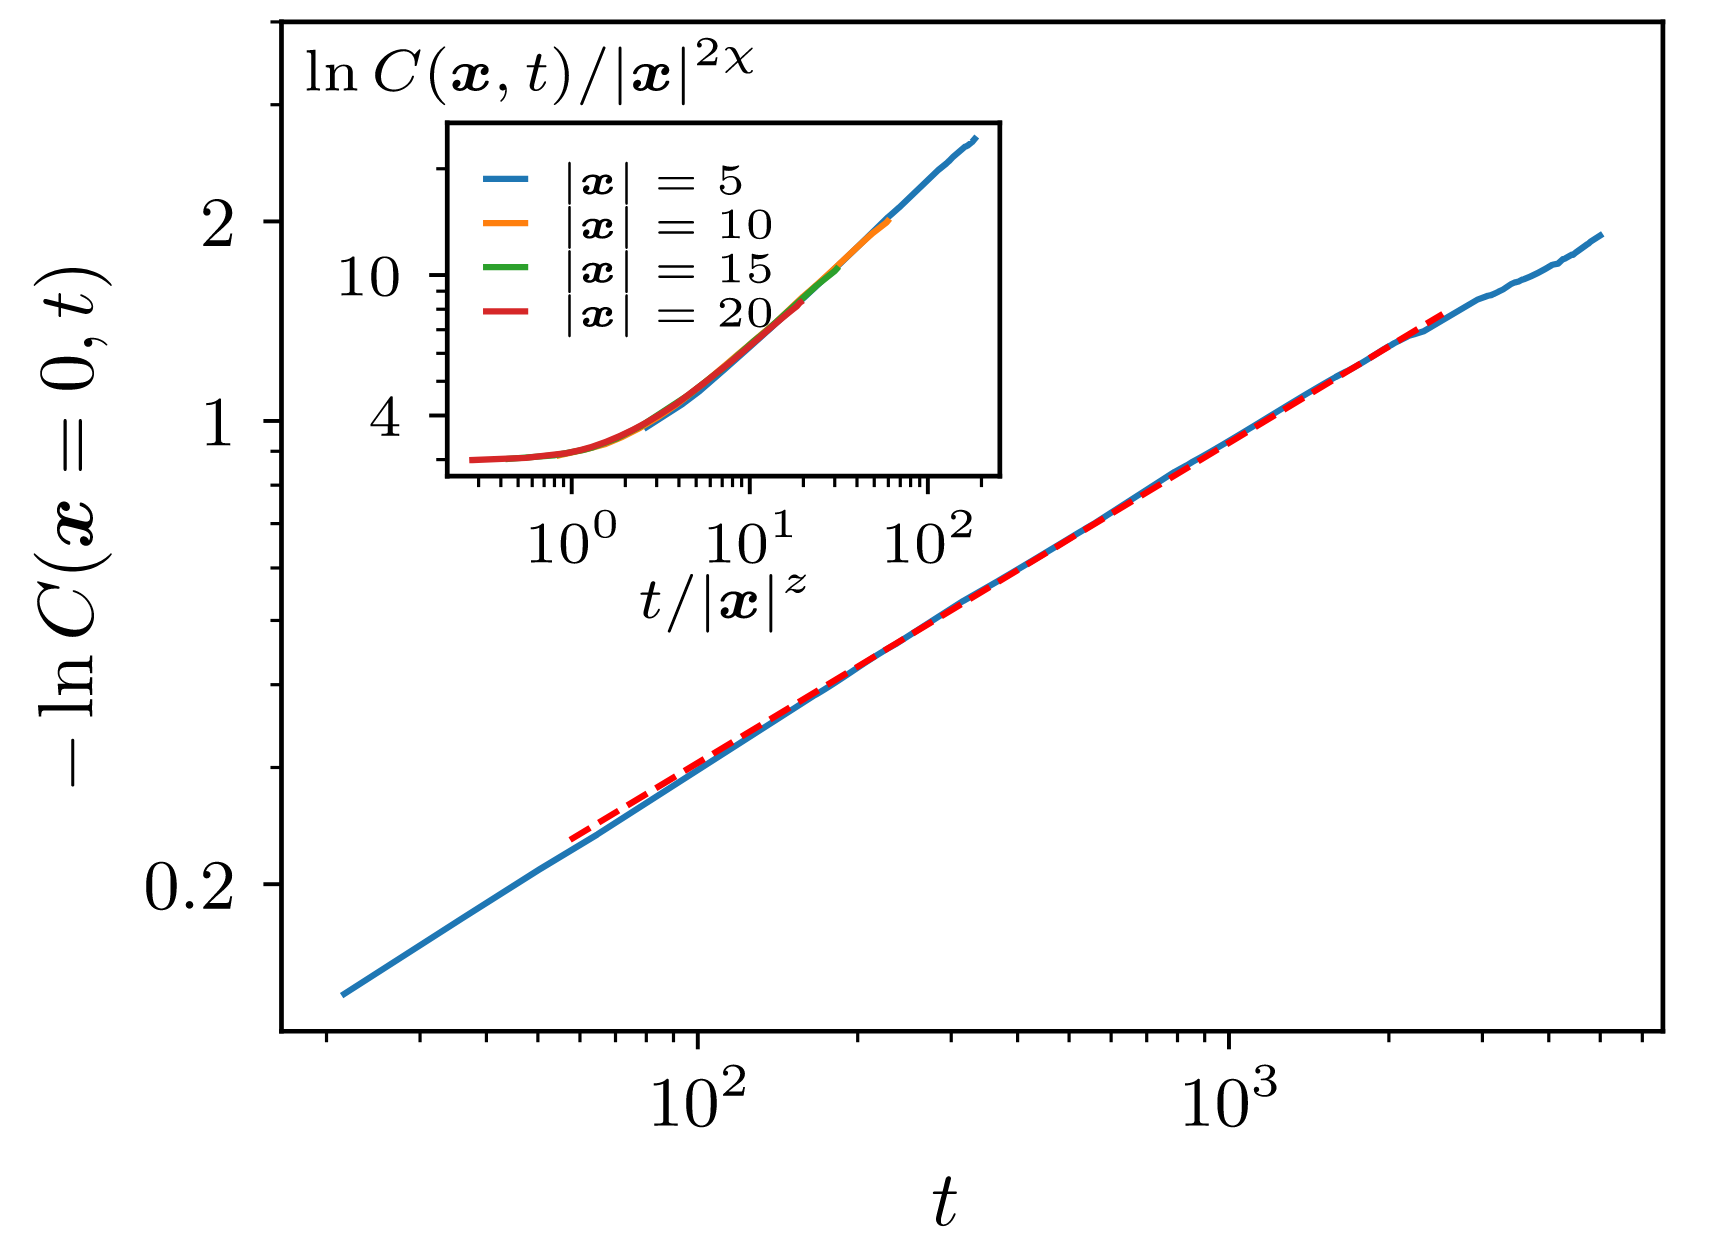 ln C(x, t)/|x|^{2χ}
|x| = 5
|x| = 10
|x| = 15
|x| = 20
10
4
10^0 10^1 10^2
t/|x|^z
2
1
0.2
− ln C(x = 0, t)
10^2 10^3
t